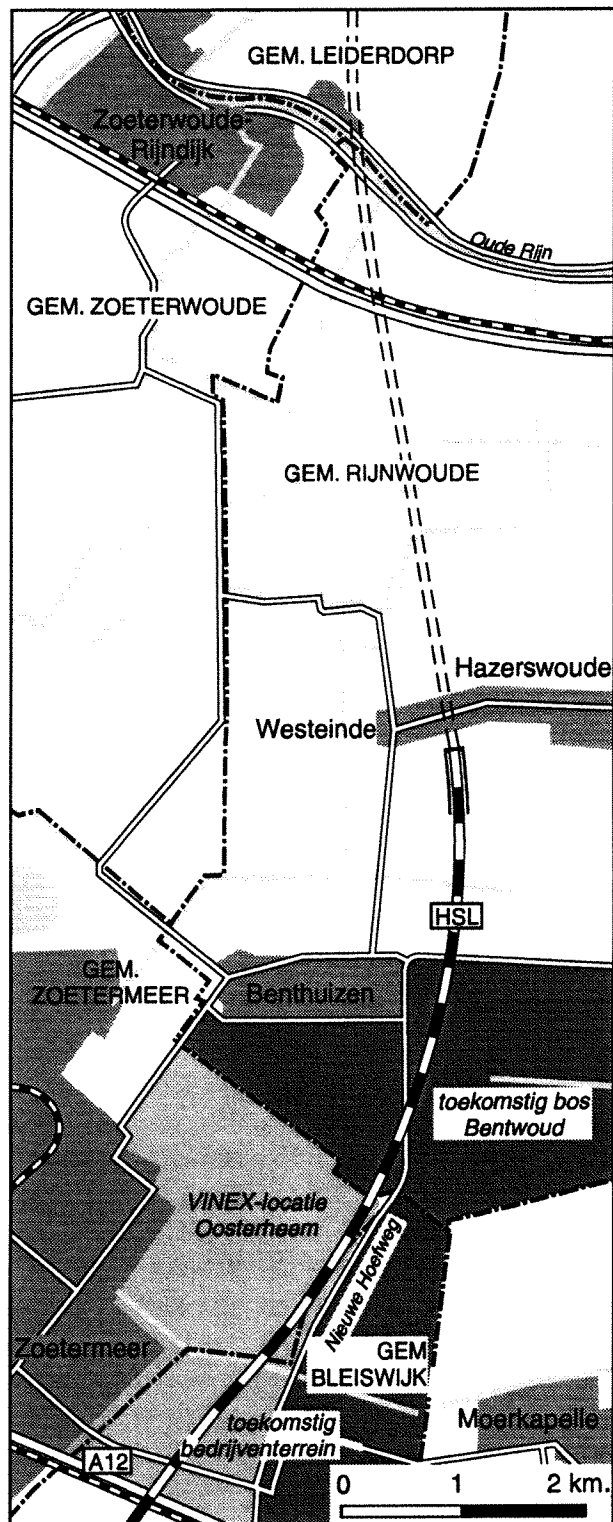 GEM. LEIDERDORP
Zoeterwoude-
Rijndijk
Oude Rijn
GEM. ZOETERWOUDE
GEM. RIJNWOUDE
Hazerswoude
Westeinde
HSL
GEM.
ZOETERMEER
Benthuizen
toekomstig bos
Bentwoud
VINEX-locatie
Oosterheem
Nieuwe Hoefweg
Zoetermeer
GEM
BLEISWIJK
toekomstig
bedrijventerrein
Moerkapelle
A12
0 1 2 km.